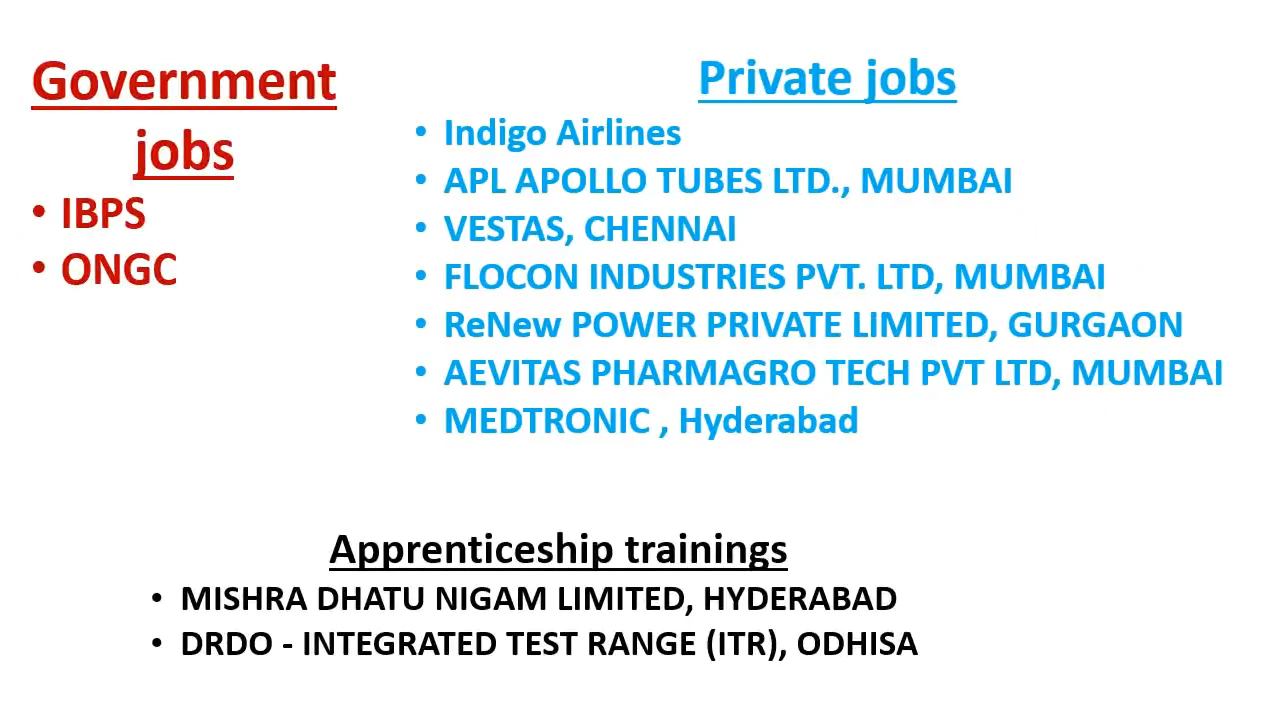 Government
jobs
• IBPS
• ONGC
Private jobs
• Indigo Airlines
• APL APOLLO TUBES LTD., MUMBAI
• VESTAS, CHENNAI
• FLOCON INDUSTRIES PVT. LTD, MUMBAI
• ReNew POWER PRIVATE LIMITED, GURGAON
• AEVITAS PHARMAGRO TECH PVT LTD, MUMBAI
• MEDTRONIC , Hyderabad
Apprenticeship trainings
• MISHRA DHATU NIGAM LIMITED, HYDERABAD
• DRDO - INTEGRATED TEST RANGE (ITR), ODHISA